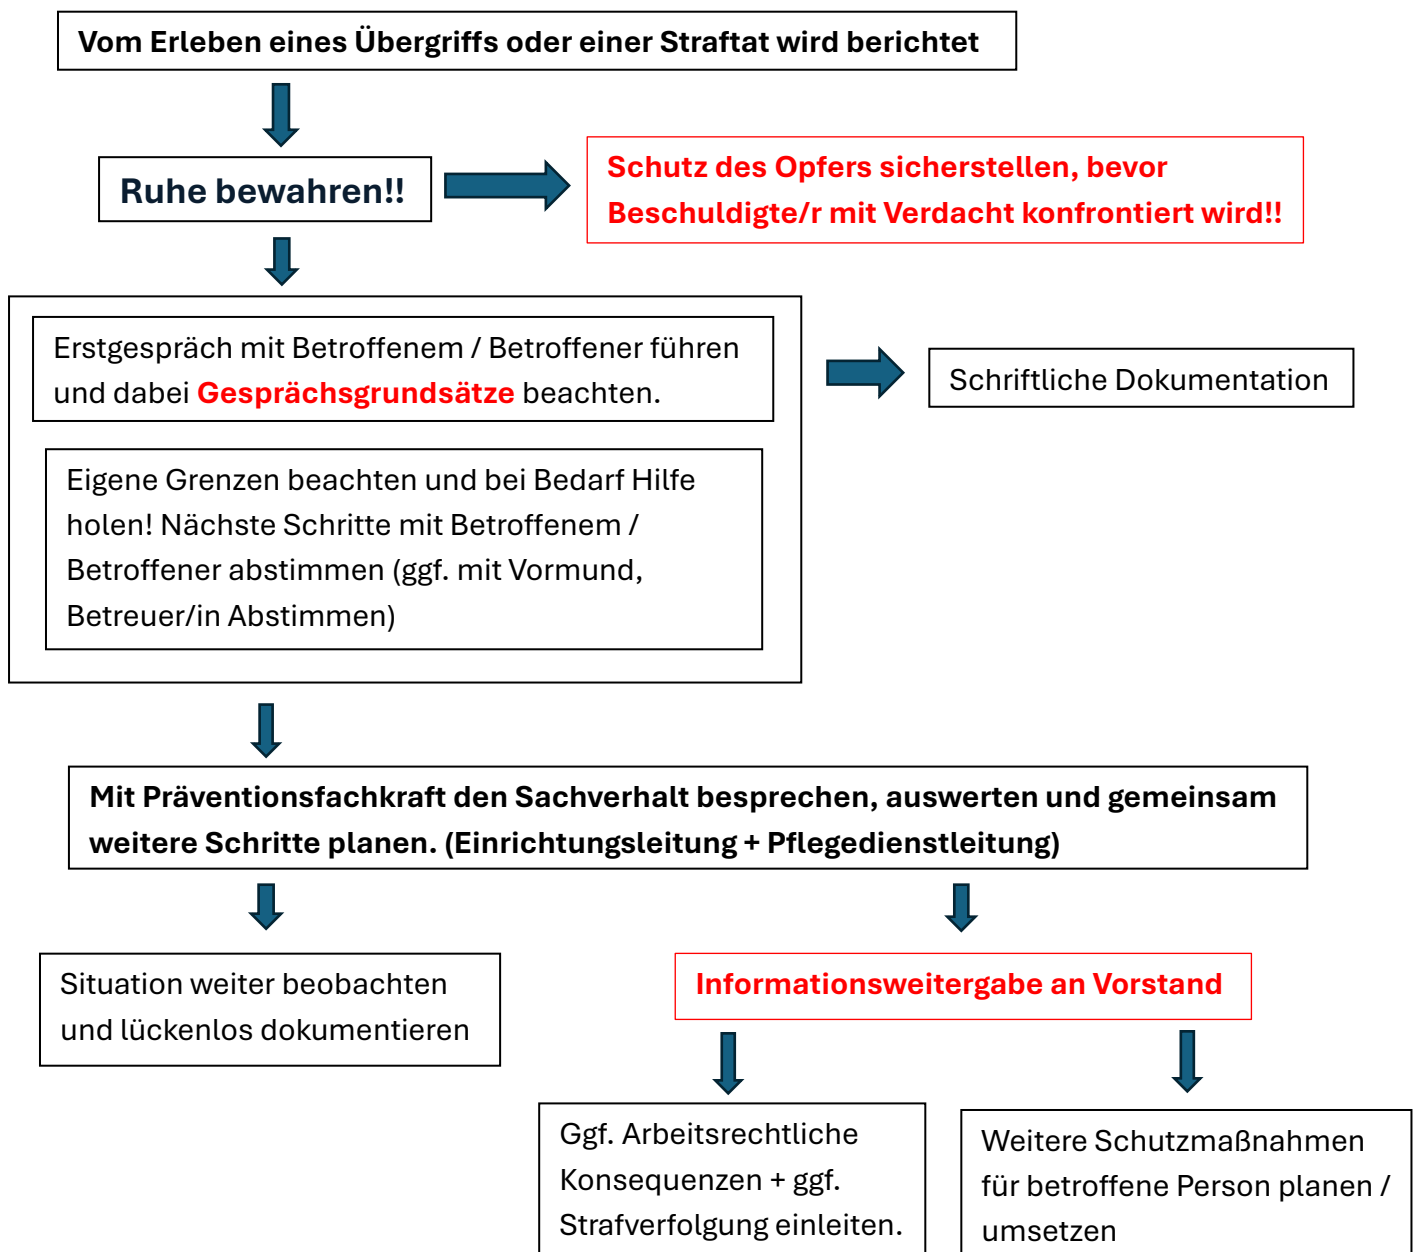 Vom Erleben eines Übergriffs oder einer Straftat wird berichtet
Ruhe bewahren!!
Schutz des Opfers sicherstellen, bevor
Beschuldigte/r mit Verdacht konfrontiert wird!!
Erstgespräch mit Betroffenem / Betroffener führen
und dabei Gesprächsgrundsätze beachten.
Schriftliche Dokumentation
Eigene Grenzen beachten und bei Bedarf Hilfe
holen! Nächste Schritte mit Betroffenem /
Betroffener abstimmen (ggf. mit Vormund,
Betreuer/in Abstimmen)
Mit Präventionsfachkraft den Sachverhalt besprechen, auswerten und gemeinsam
weitere Schritte planen. (Einrichtungsleitung + Pflegedienstleitung)
Situation weiter beobachten
und lückenlos dokumentieren
Informationsweitergabe an Vorstand
Ggf. Arbeitsrechtliche
Konsequenzen + ggf.
Strafverfolgung einleiten.
Weitere Schutzmaßnahmen
für betroffene Person planen /
umsetzen